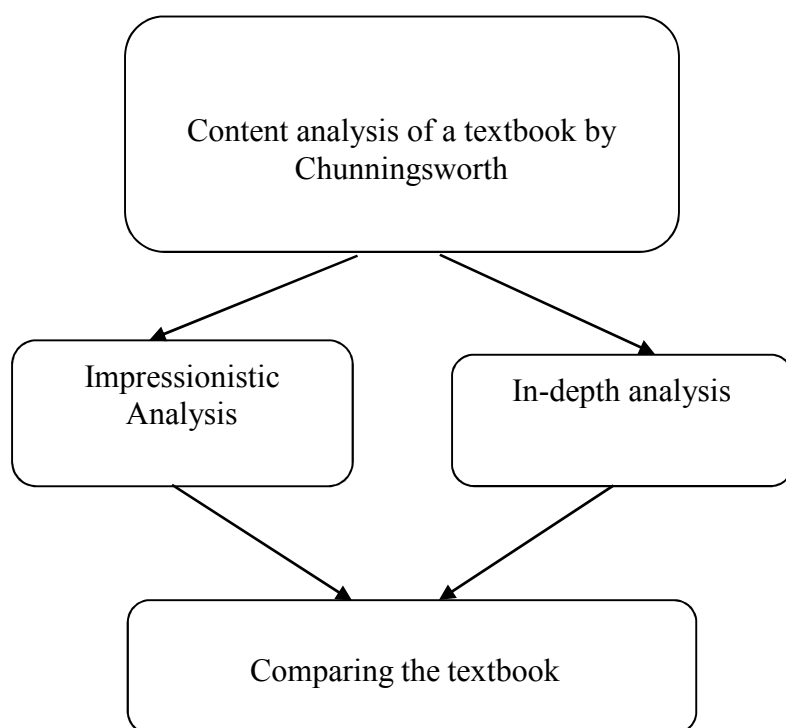 Content analysis of a textbook by
Chunningsworth
Impressionistic
Analysis
In-depth analysis
Comparing the textbook